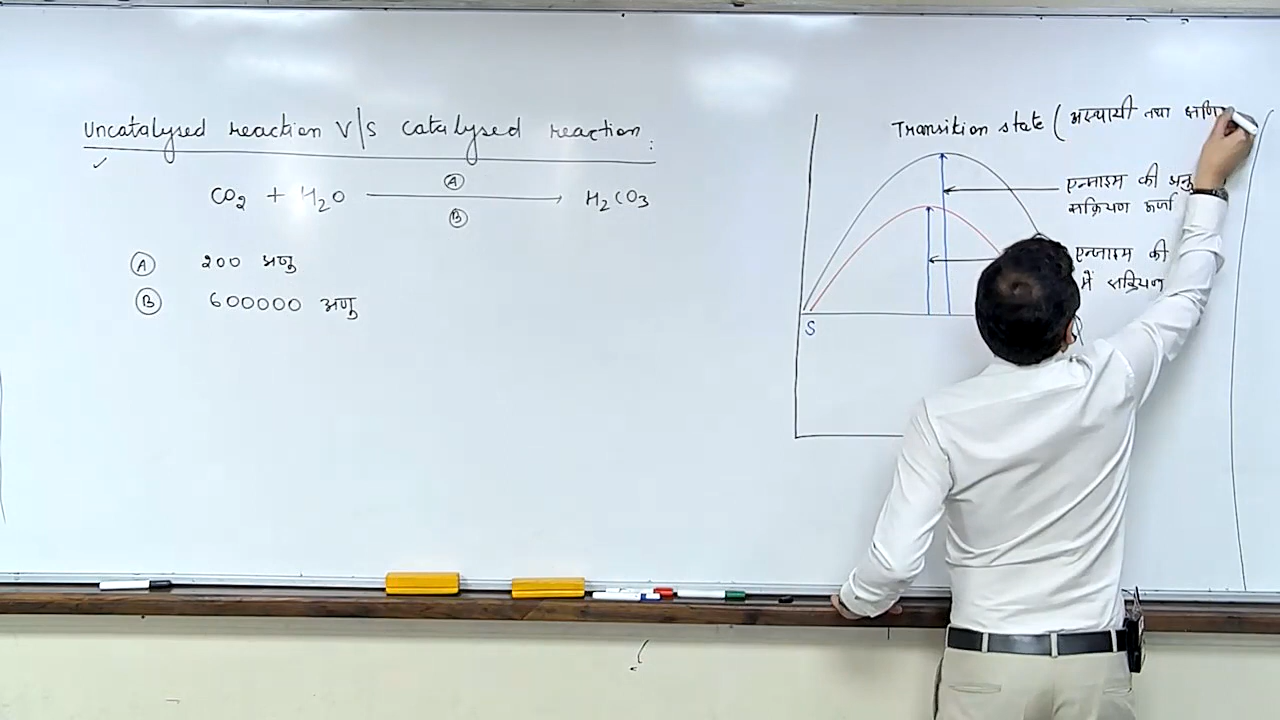 Uncatalysed reaction V/S catalysed reaction :
CO2 + H2O
A
B
H2CO3
A 200 अणु
B 600000 अणु
Transition state ( अस्थायी तथा
एन्जाइम की
सक्रियण ऊर्जा
एन्जाइम की
में सक्रियण
S